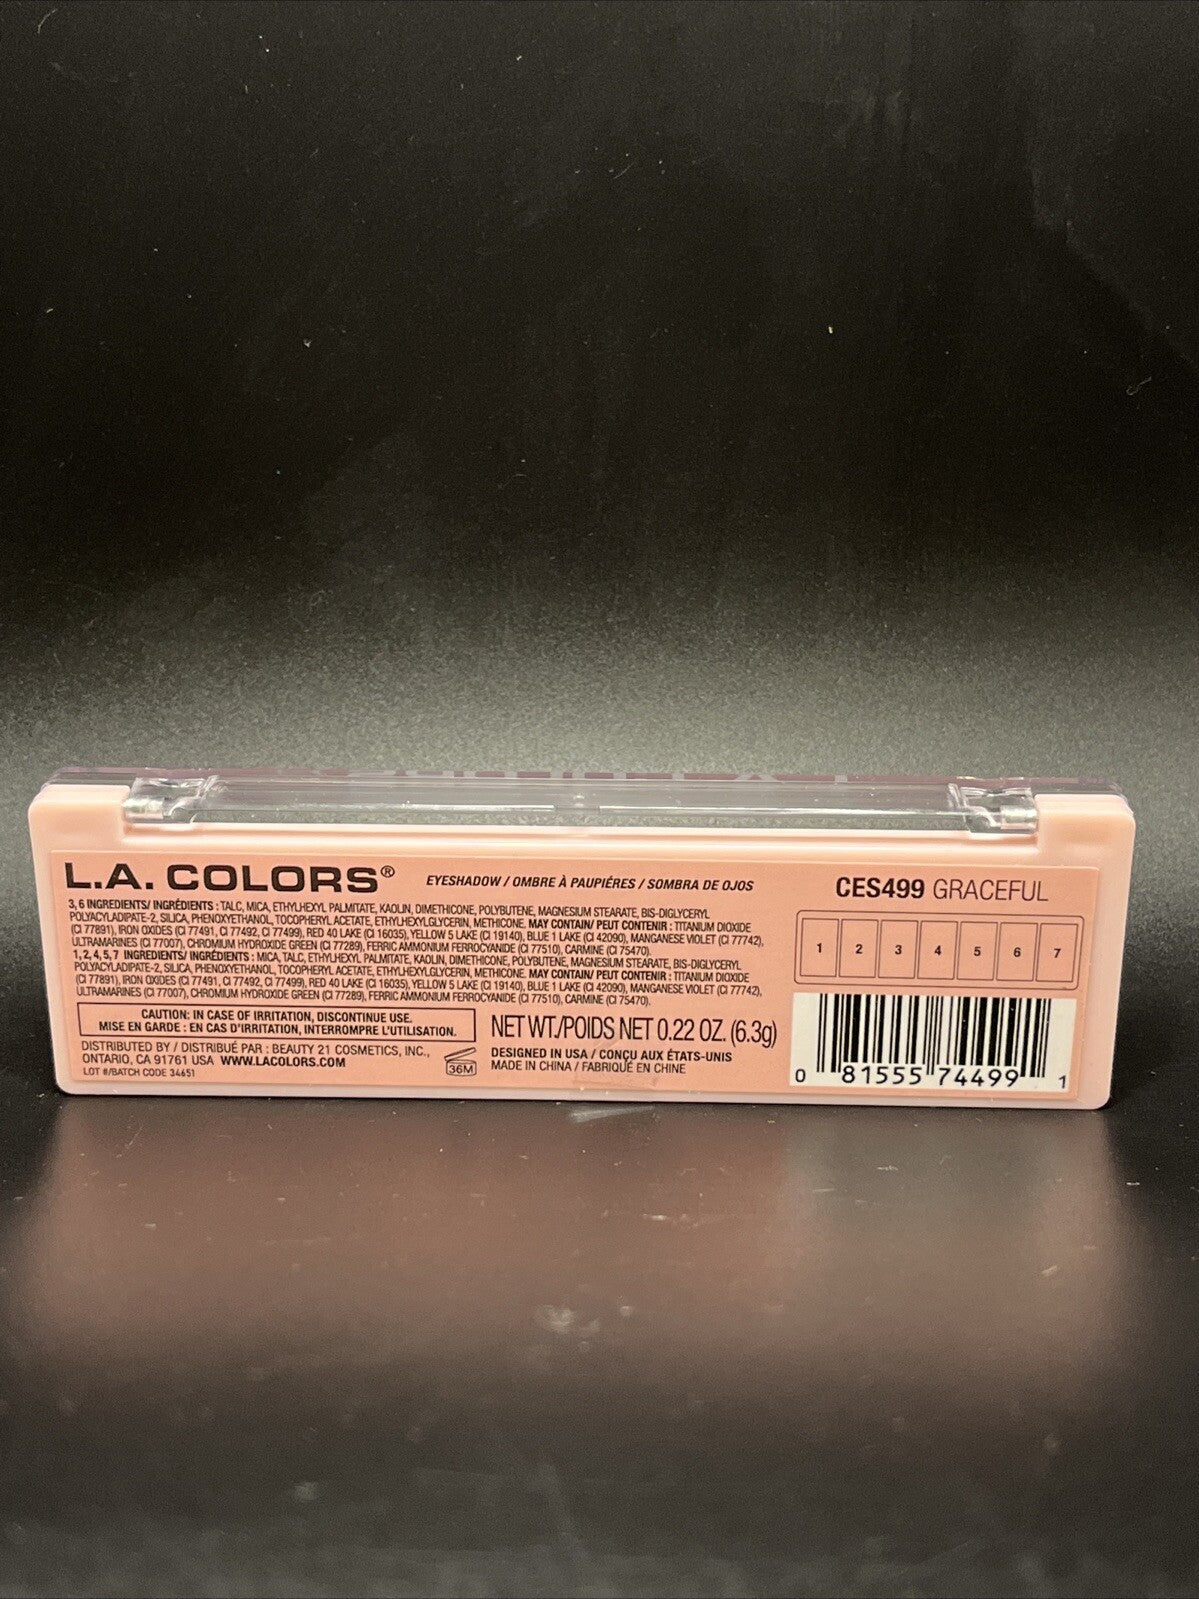 L.A. COLORS®
EYESHADOW / OMBRE À PAUPIÉRES / SOMBRA DE OJOS
3, 6 INGREDIENTS/ INGRÉDIENTS : TALC, MICA, ETHYLHEXYL PALMITATE, KAOLIN, DIMETHICONE, POLYBUTENE, MAGNESIUM STEARATE, BIS-DIGLYCERYL
POLYACYLADIPATE-2, SILICA, PHENOXYETHANOL, TOCOPHERYL ACETATE, ETHYLHEXYLGLYCERIN, METHICONE. MAY CONTAIN/ PEUT CONTENIR : TITANIUM DIOXIDE
(CI 77891), IRON OXIDES (CI 77491, CI 77492, CI 77499), RED 40 LAKE (CI 16035), YELLOW 5 LAKE (CI 19140), BLUE 1 LAKE (CI 42090), MANGANESE VIOLET (CI 77742),
ULTRAMARINES (CI 77007), CHROMIUM HYDROXIDE GREEN (CI 77289), FERRIC AMMONIUM FERROCYANIDE (CI 77510), CARMINE (CI 75470).
1, 2, 4, 5, 7 INGREDIENTS/ INGRÉDIENTS : MICA, TALC, ETHYLHEXYL PALMITATE, KAOLIN, DIMETHICONE, POLYBUTENE, MAGNESIUM STEARATE, BIS-DIGLYCERYL
POLYACYLADIPATE-2, SILICA, PHENOXYETHANOL, TOCOPHERYL ACETATE, ETHYLHEXYLGLYCERIN, METHICONE. MAY CONTAIN/ PEUT CONTENIR : TITANIUM DIOXIDE
(CI 77891), IRON OXIDES (CI 77491, CI 77492, CI 77499), RED 40 LAKE (CI 16035), YELLOW 5 LAKE (CI 19140), BLUE 1 LAKE (CI 42090), MANGANESE VIOLET (CI 77742),
ULTRAMARINES (CI 77007), CHROMIUM HYDROXIDE GREEN (CI 77289), FERRIC AMMONIUM FERROCYANIDE (CI 77510), CARMINE (CI 75470).
CAUTION: IN CASE OF IRRITATION, DISCONTINUE USE.
MISE EN GARDE : EN CAS D'IRRITATION, INTERROMPRE L'UTILISATION.
DISTRIBUTED BY / DISTRIBUÉ PAR : BEAUTY 21 COSMETICS, INC.,
ONTARIO, CA 91761 USA WWW.LACOLORS.COM
LOT #/BATCH CODE 34651
36M
NET WT./POIDS NET 0.22 OZ. (6.3g)
DESIGNED IN USA / CONÇU AUX ÉTATS-UNIS
MADE IN CHINA / FABRIQUÉ EN CHINE
CES499 GRACEFUL
1 2 3 4 5 6 7
0 81555 74499 1